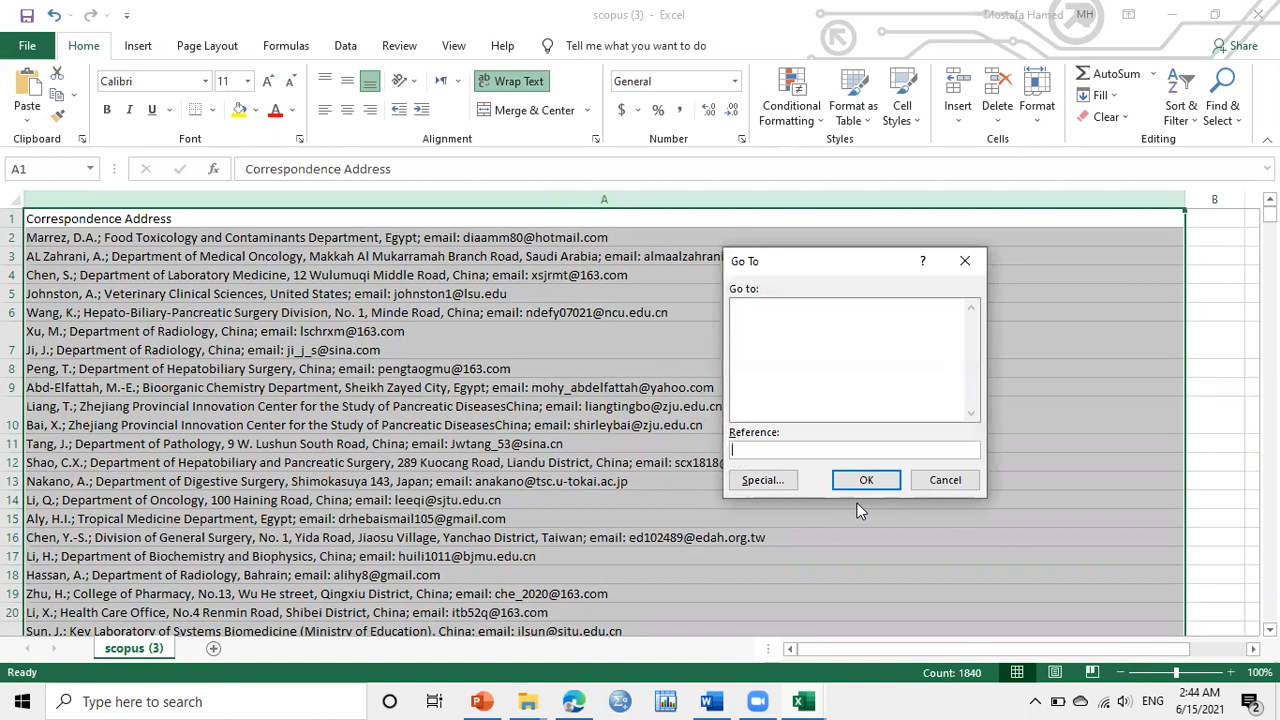 scopus (3) - Excel
Mostafa Hamed MH
File Home Insert Page Layout Formulas Data Review View Help Tell me what you want to do Share
Paste
Clipboard
Calibri 11
B I U A
Font
Wrap Text
Merge & Center
Alignment
General
$ % ,
Number
Conditional Formatting
Format as Table
Cell Styles
Styles
Insert Delete Format
Cells
AutoSum
Fill
Clear
Sort & Filter
Find & Select
Editing
A1 fx Correspondence Address
A B
1 Correspondence Address
2 Marrez, D.A.; Food Toxicology and Contaminants Department, Egypt; email: diaamm80@hotmail.com
3 AL Zahrani, A.; Department of Medical Oncology, Makkah Al Mukarramah Branch Road, Saudi Arabia; email: almaalzahrani
4 Chen, S.; Department of Laboratory Medicine, 12 Wulumuqi Middle Road, China; email: xsjrmt@163.com
5 Johnston, A.; Veterinary Clinical Sciences, United States; email: johnston1@lsu.edu
6 Wang, K.; Hepato-Biliary-Pancreatic Surgery Division, No. 1, Minde Road, China; email: ndefy07021@ncu.edu.cn
Xu, M.; Department of Radiology, China; email: lschrxm@163.com
7 Ji, J.; Department of Radiology, China; email: ji_j_s@sina.com
8 Peng, T.; Department of Hepatobiliary Surgery, China; email: pengtaogmu@163.com
9 Abd-Elfattah, M.-E.; Bioorganic Chemistry Department, Sheikh Zayed City, Egypt; email: mohy_abdelfattah@yahoo.com
Liang, T.; Zhejiang Provincial Innovation Center for the Study of Pancreatic DiseasesChina; email: liangtingbo@zju.edu.cn
10 Bai, X.; Zhejiang Provincial Innovation Center for the Study of Pancreatic DiseasesChina; email: shirleybai@zju.edu.cn
11 Tang, J.; Department of Pathology, 9 W. Lushun South Road, China; email: Jwtang_53@sina.cn
12 Shao, C.X.; Department of Hepatobiliary and Pancreatic Surgery, 289 Kuocang Road, Liandu District, China; email: scx1818@
13 Nakano, A.; Department of Digestive Surgery, Shimokasuya 143, Japan; email: anakano@tsc.u-tokai.ac.jp
14 Li, Q.; Department of Oncology, 100 Haining Road, China; email: leeqi@sjtu.edu.cn
15 Aly, H.I.; Tropical Medicine Department, Egypt; email: drhebaismail105@gmail.com
16 Chen, Y.-S.; Division of General Surgery, No. 1, Yida Road, Jiaosu Village, Yanchao District, Taiwan; email: ed102489@edah.org.tw
17 Li, H.; Department of Biochemistry and Biophysics, China; email: huili1011@bjmu.edu.cn
18 Hassan, A.; Department of Radiology, Bahrain; email: alihy8@gmail.com
19 Zhu, H.; College of Pharmacy, No.13, Wu He street, Qingxiu District, China; email: che_2020@163.com
20 Li, X.; Health Care Office, No.4 Renmin Road, Shibei District, China; email: itb52q@163.com
Sun, J.; Key Laboratory of Systems Biomedicine (Ministry of Education), China; email: jlsun@sjtu.edu.cn
Go To ?
Go to:
Reference:
Special... OK Cancel
scopus (3)
Ready Count: 1840 100%
Type here to search
ENG
2:44 AM
6/15/2021
2